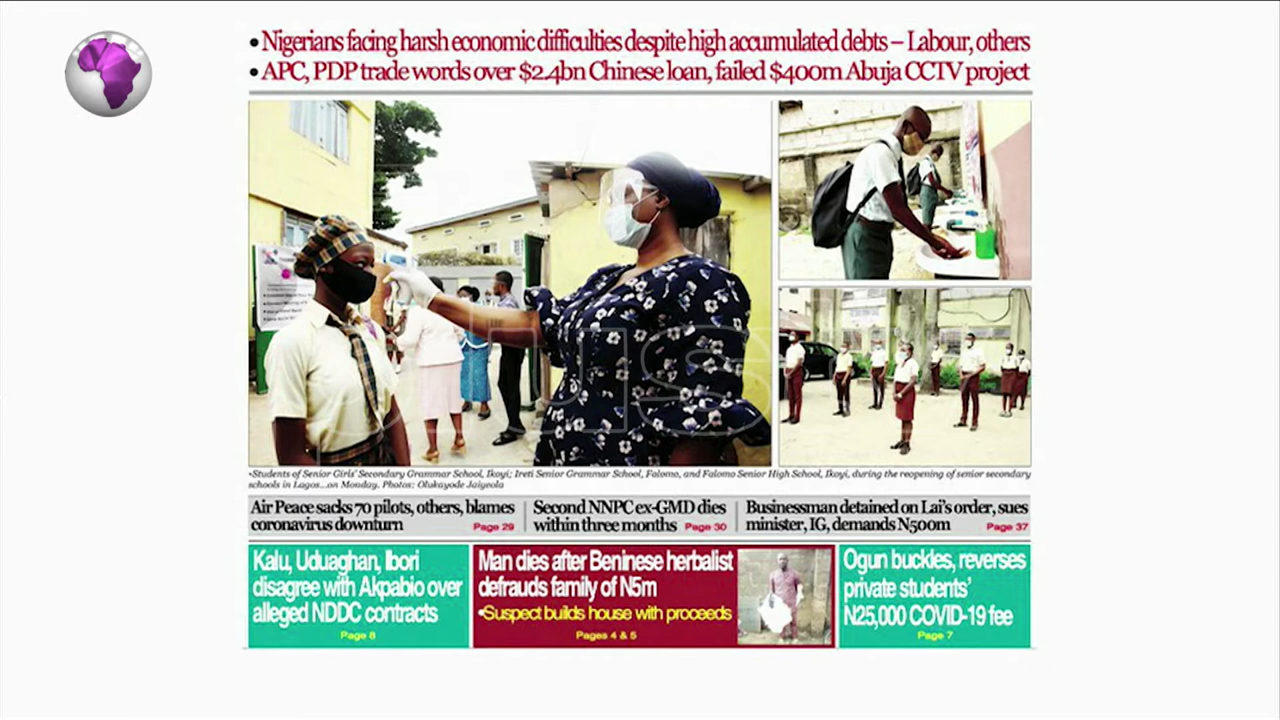 • Nigerians facing harsh economic difficulties despite high accumulated debts – Labour, others
• APC, PDP trade words over $2.4bn Chinese loan, failed $400m Abuja CCTV project
•Students of Senior Girls' Secondary Grammar School, Ikoyi; Ireti Senior Grammar School, Falomo, and Falomo Senior High School, Ikoyi, during the reopening of senior secondary
schools in Lagos...on Monday. Photos: Olukayode Jaiyeola
Air Peace sacks 70 pilots, others, blames
coronavirus downturn Page 29
Second NNPC ex-GMD dies
within three months Page 30
Businessman detained on Lai's order, sues
minister, IG, demands N500m Page 37
Kalu, Uduaghan, Ibori
disagree with Akpabio over
alleged NDDC contracts
Page 8
Man dies after Beninese herbalist
defrauds family of N5m
•Suspect builds house with proceeds
Pages 4 & 5
Ogun buckles, reverses
private students'
N25,000 COVID-19 fee
Page 7